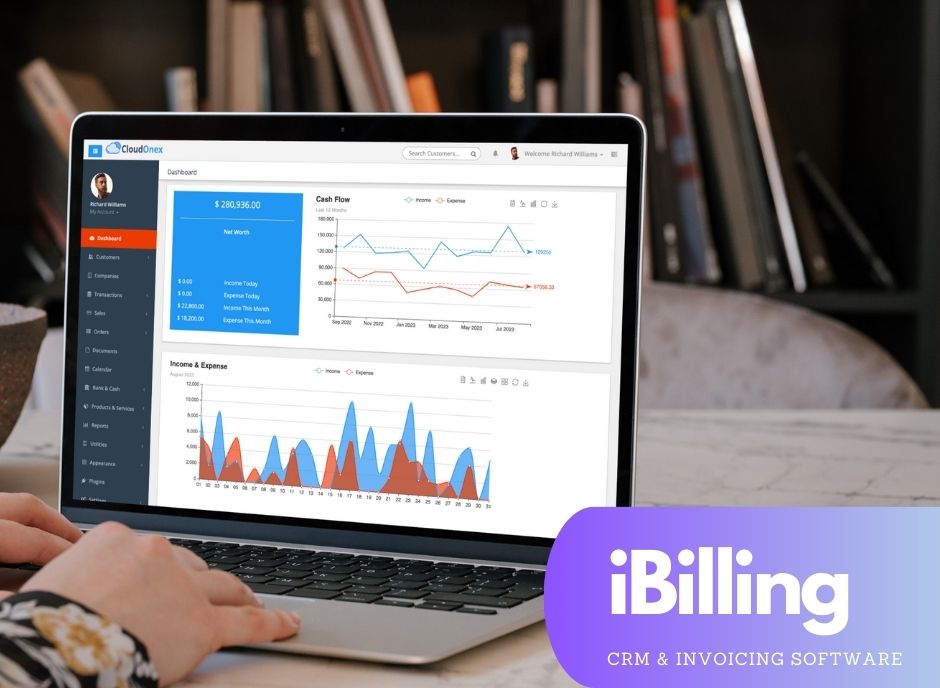 CloudOnex
Search Customers...
Welcome Richard Williams
Richard Williams
My Account
Dashboard
Dashboard
Customers
Companies
Transactions
Sales
Orders
Documents
Calendar
Bank & Cash
Products & Services
Reports
Utilities
Appearance
Plugins
Settings
$ 280,936.00
Net Worth
$ 0.00 Income Today
$ 0.00 Expense Today
$ 22,800.00 Income This Month
$ 18,200.00 Expense This Month
Cash Flow
Last 12 Months
Income Expense
180,000
150,000
120,000
90,000
60,000
30,000
0
Sep 2022 Nov 2022 Jan 2023 Mar 2023 May 2023 Jul 2023
Income & Expense
Income Expense
12,000
10,000
8,000
6,000
4,000
2,000
0
01 02 03 04 05 06 07 08 09 10 11 12 13 14 15 16 17 18 19 20 21 22 23 24 25 26 27 28 29 30 31
iBilling
CRM & INVOICING SOFTWARE